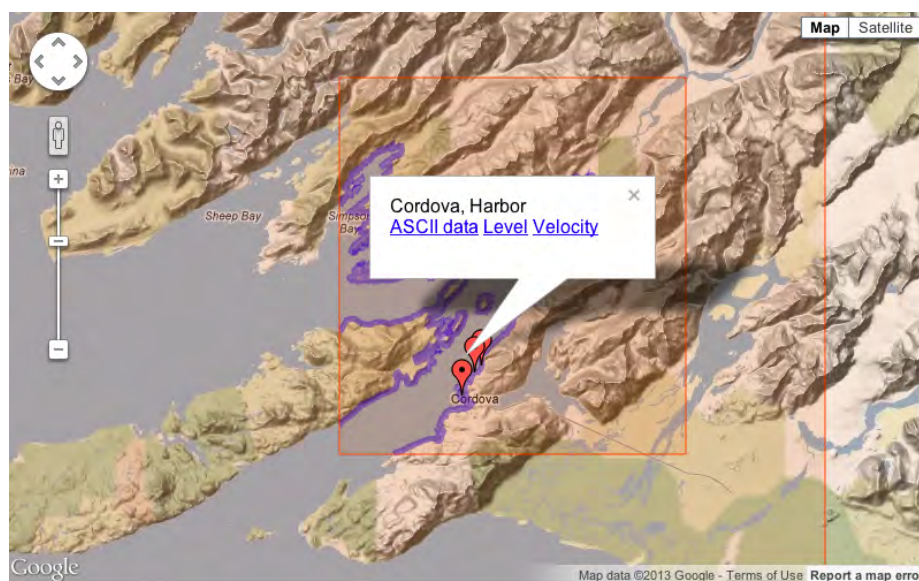 Map Satellite
Bay
nna
Sheep Bay
Bay
Cordova, Harbor
ASCII data Level Velocity
Cordova
Google
Map data ©2013 Google - Terms of Use Report a map erro